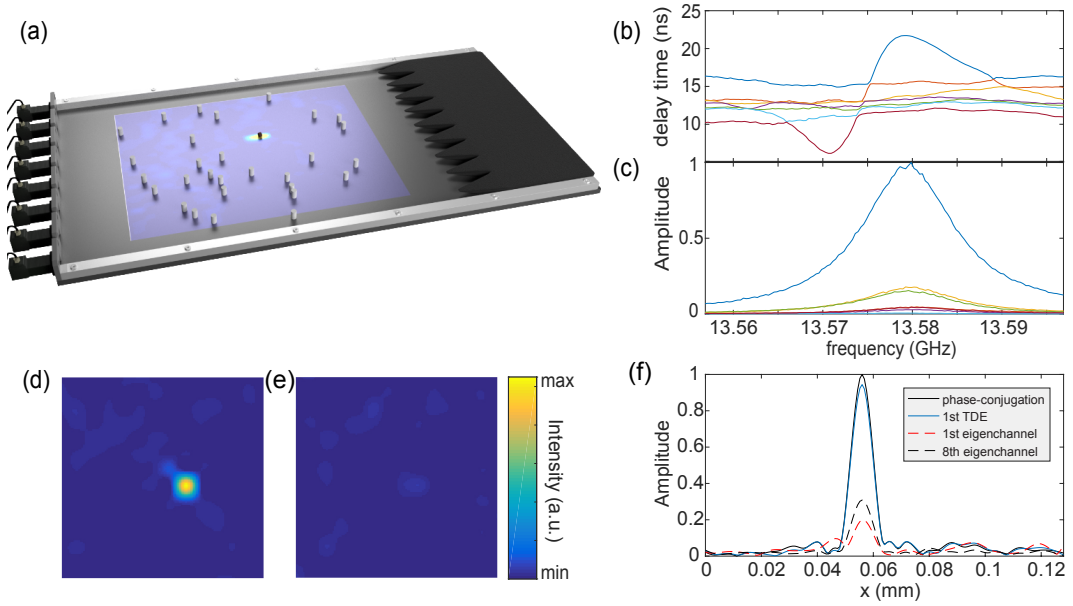 (a)
(b)
25
20
15
10
delay time (ns)
(c)
1
0.5
0
Amplitude
13.56
13.57
13.58
13.59
frequency (GHz)
(d)
(e)
max
min
Intensity (a.u.)
(f)
1
0.8
0.6
0.4
0.2
0
Amplitude
phase-conjugation
1st TDE
1st eigenchannel
8th eigenchannel
0
0.02
0.04
0.06
0.08
0.1
0.12
x (mm)